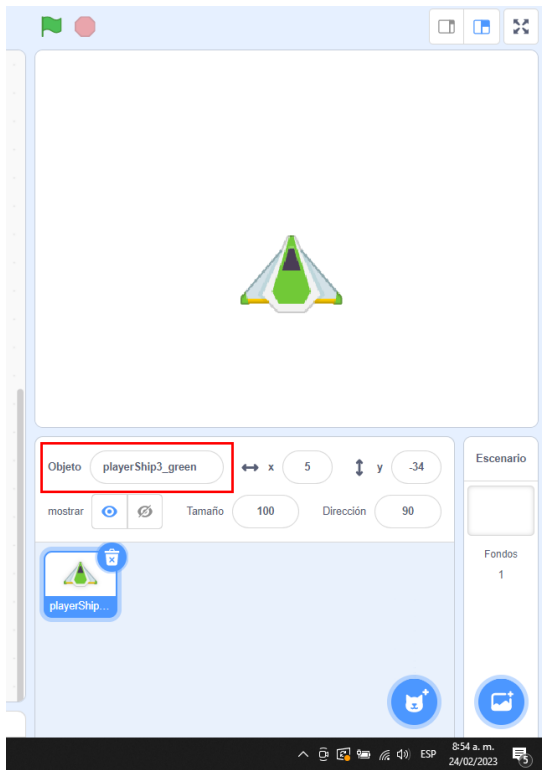 Objeto playerShip3_green x 5 y -34
mostrar Tamaño 100 Dirección 90
playerShip...
Escenario
Fondos
1
ESP 8:54 a. m.
24/02/2023 5